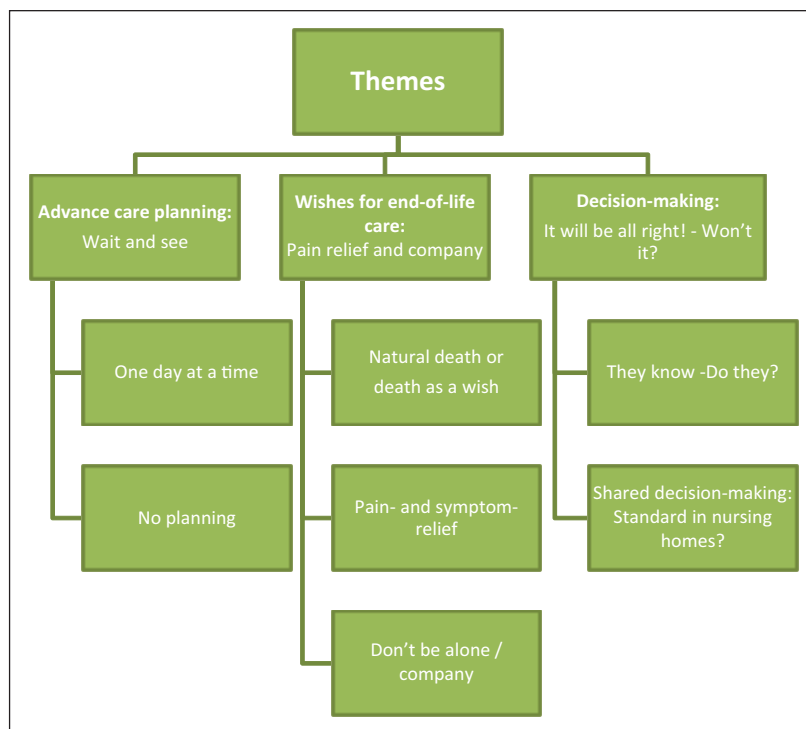 Themes
Advance care planning:
Wait and see
One day at a time
No planning
Wishes for end-of-life
care:
Pain relief and company
Natural death or
death as a wish
Pain- and symptom-
relief
Don't be alone /
company
Decision-making:
It will be all right! - Won't
it?
They know -Do they?
Shared decision-making:
Standard in nursing
homes?